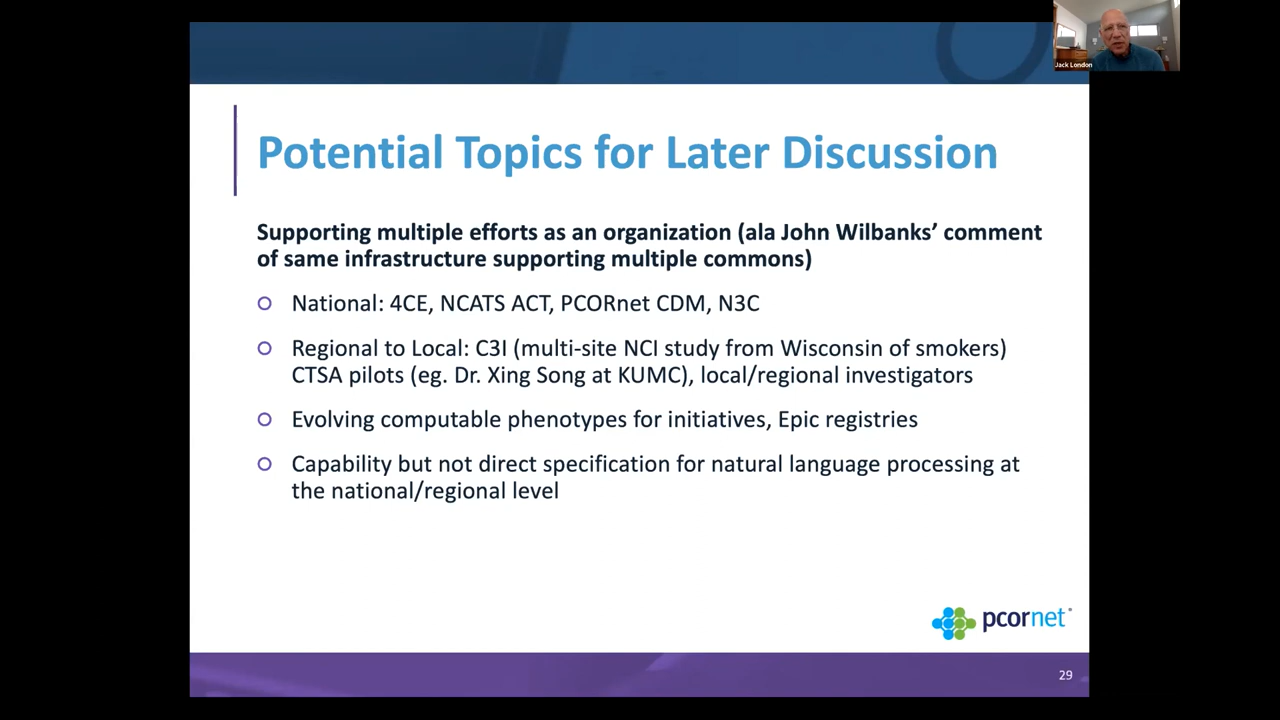 Jack London
Potential Topics for Later Discussion
Supporting multiple efforts as an organization (ala John Wilbanks’ comment
of same infrastructure supporting multiple commons)
National: 4CE, NCATS ACT, PCORnet CDM, N3C
Regional to Local: C3I (multi-site NCI study from Wisconsin of smokers)
CTSA pilots (eg. Dr. Xing Song at KUMC), local/regional investigators
Evolving computable phenotypes for initiatives, Epic registries
Capability but not direct specification for natural language processing at
the national/regional level
pcornet
29